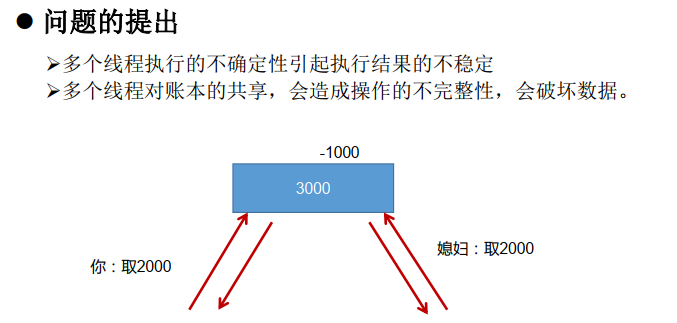 ● 问题的提出
➢多个线程执行的不确定性引起执行结果的不稳定
➢多个线程对账本的共享，会造成操作的不完整性，会破坏数据。
-1000
3000
媳妇：取2000
你：取2000